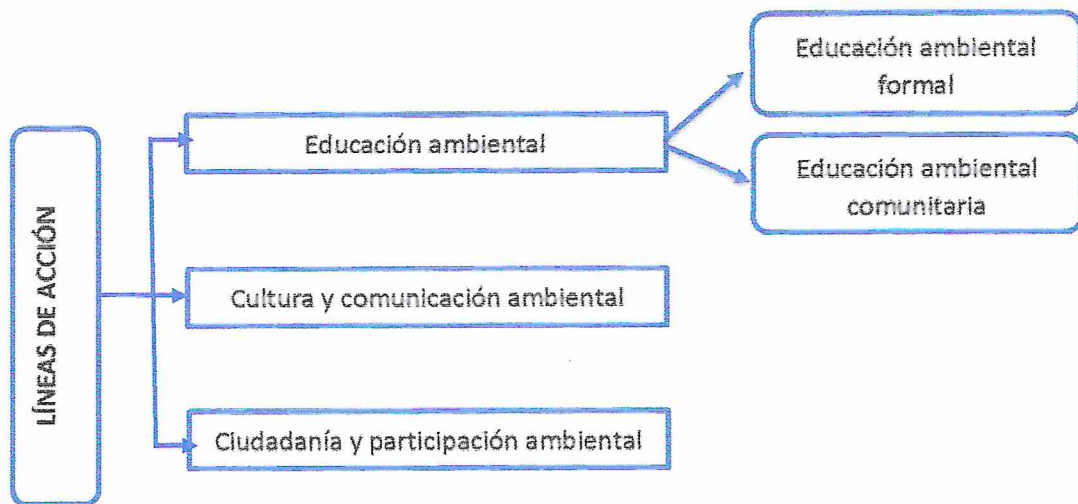 LÍNEAS DE ACCIÓN
Educación ambiental
Educación ambiental
formal
Educación ambiental
comunitaria
Cultura y comunicación ambiental
Ciudadanía y participación ambiental